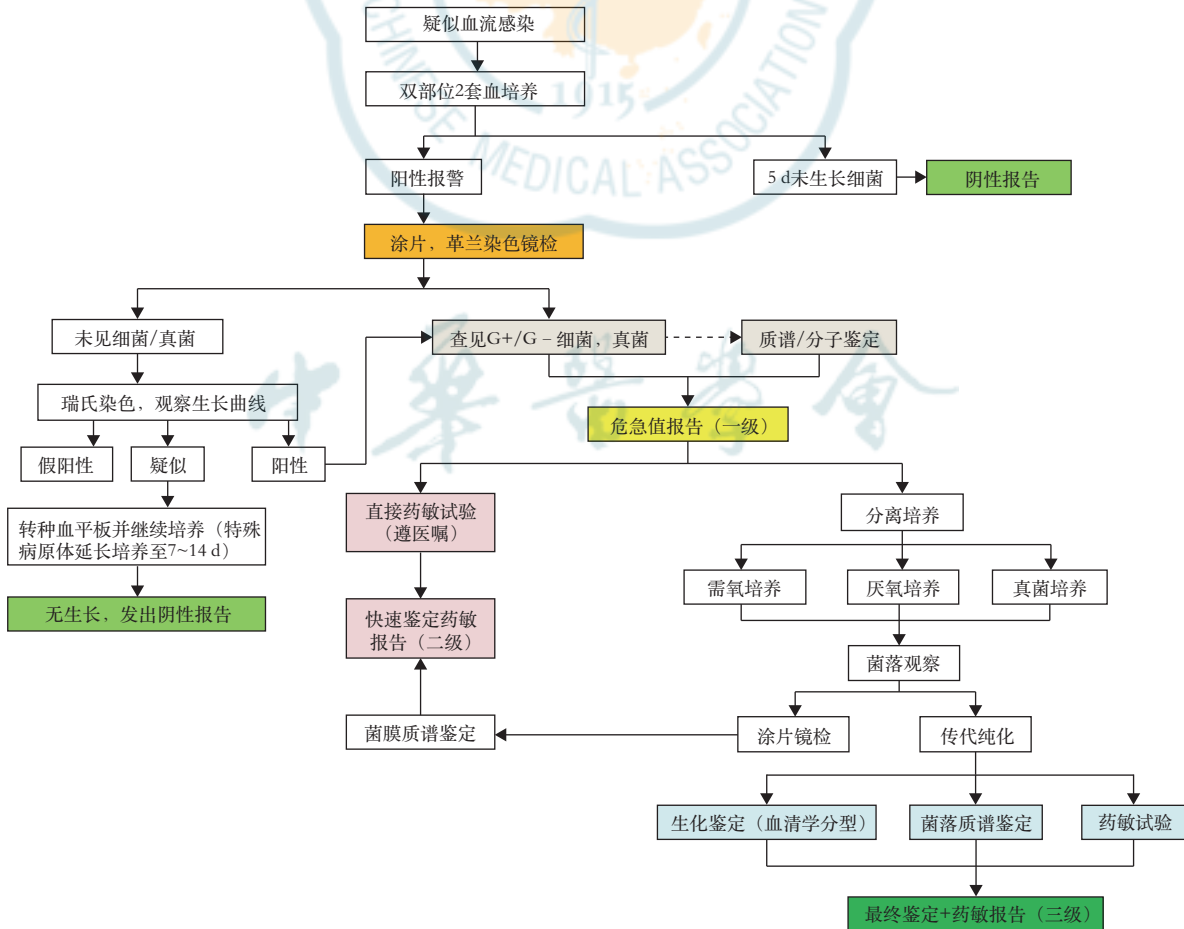 疑似血流感染
双部位2套血培养
阳性报警
5 d未生长细菌
阴性报告
涂片，革兰染色镜检
未见细菌/真菌
查见G+/G－细菌，真菌
质谱/分子鉴定
瑞氏染色，观察生长曲线
危急值报告（一级）
假阳性
疑似
阳性
直接药敏试验
（遵医嘱）
分离培养
转种血平板并继续培养（特殊
病原体延长培养至7~14 d）
需氧培养
厌氧培养
真菌培养
无生长，发出阴性报告
快速鉴定药敏
报告（二级）
菌落观察
菌膜质谱鉴定
涂片镜检
传代纯化
生化鉴定（血清学分型）
菌落质谱鉴定
药敏试验
最终鉴定+药敏报告（三级）
CHINESE MEDICAL ASSOCIATION
1915
中華醫學會